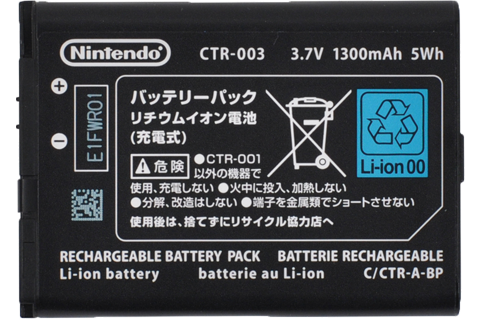 Nintendo CTR-003 3.7V 1300mAh 5Wh
+
−
E1FWR01
バッテリーパック
リチウムイオン電池
(充電式)
⚠危険 ●CTR-001
以外の機器で
使用、充電しない ●火中に投入、加熱しない
●分解、改造しない ●端子を金属類でショートさせない
使用後は、捨てずにリサイクル協力店へ
Li-ion 00
RECHARGEABLE BATTERY PACK BATTERIE RECHARGEABLE
Li-ion battery batterie au Li-ion C/CTR-A-BP